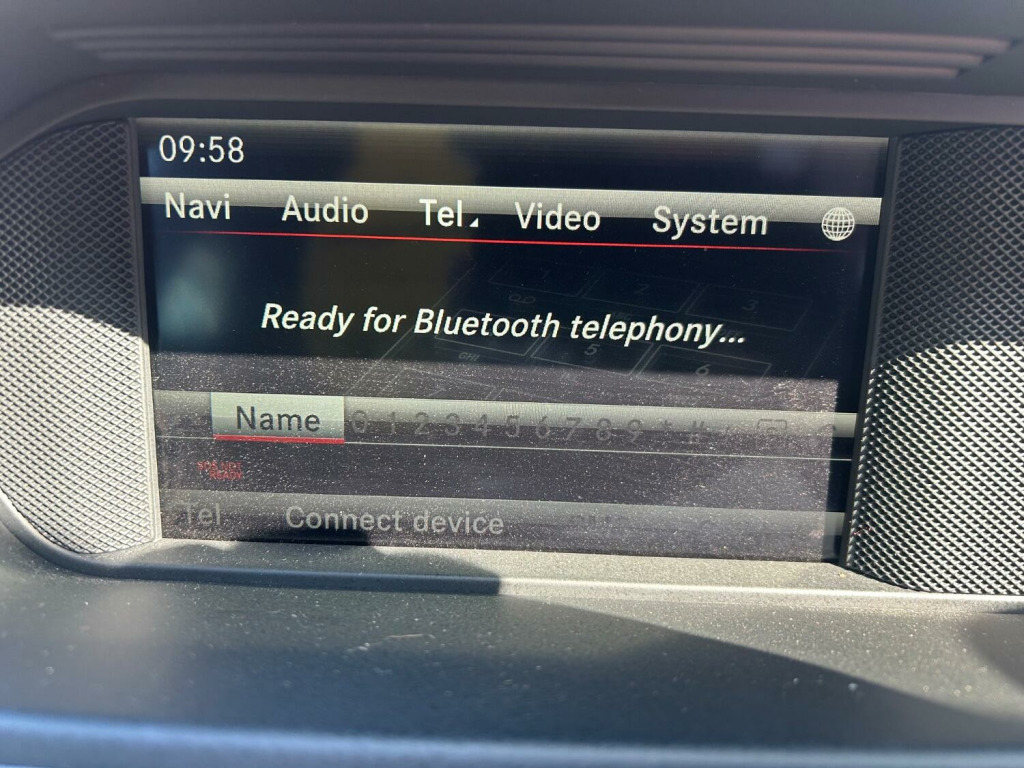 09:58
Navi Audio Tel Video System
Ready for Bluetooth telephony...
Name 0 1 2 3 4 5 6 7 8 9 * #
READY
Tel Connect device